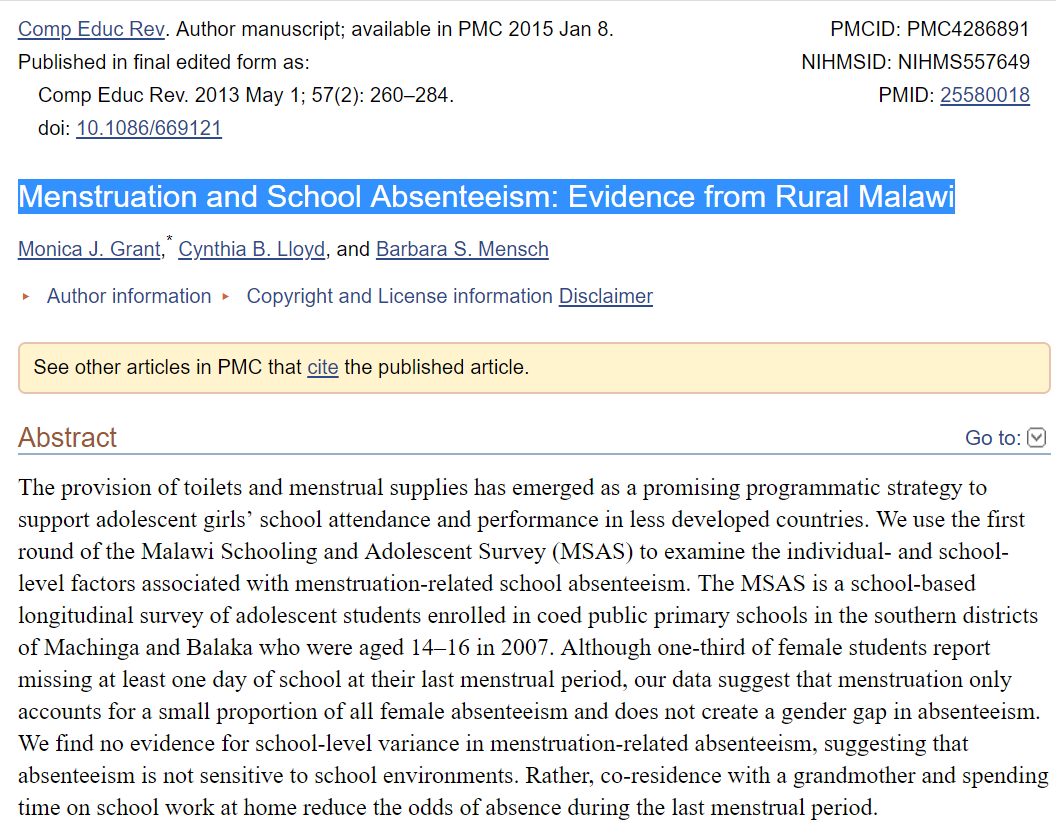 Comp Educ Rev. Author manuscript; available in PMC 2015 Jan 8.
PMCID: PMC4286891
Published in final edited form as:
NIHMSID: NIHMS557649
Comp Educ Rev. 2013 May 1; 57(2): 260–284.
PMID: 25580018
doi: 10.1086/669121
Menstruation and School Absenteeism: Evidence from Rural Malawi
Monica J. Grant,* Cynthia B. Lloyd, and Barbara S. Mensch
▸ Author information ▸ Copyright and License information Disclaimer
See other articles in PMC that cite the published article.
Abstract
Go to:
The provision of toilets and menstrual supplies has emerged as a promising programmatic strategy to
support adolescent girls’ school attendance and performance in less developed countries. We use the first
round of the Malawi Schooling and Adolescent Survey (MSAS) to examine the individual- and school-
level factors associated with menstruation-related school absenteeism. The MSAS is a school-based
longitudinal survey of adolescent students enrolled in coed public primary schools in the southern districts
of Machinga and Balaka who were aged 14–16 in 2007. Although one-third of female students report
missing at least one day of school at their last menstrual period, our data suggest that menstruation only
accounts for a small proportion of all female absenteeism and does not create a gender gap in absenteeism.
We find no evidence for school-level variance in menstruation-related absenteeism, suggesting that
absenteeism is not sensitive to school environments. Rather, co-residence with a grandmother and spending
time on school work at home reduce the odds of absence during the last menstrual period.